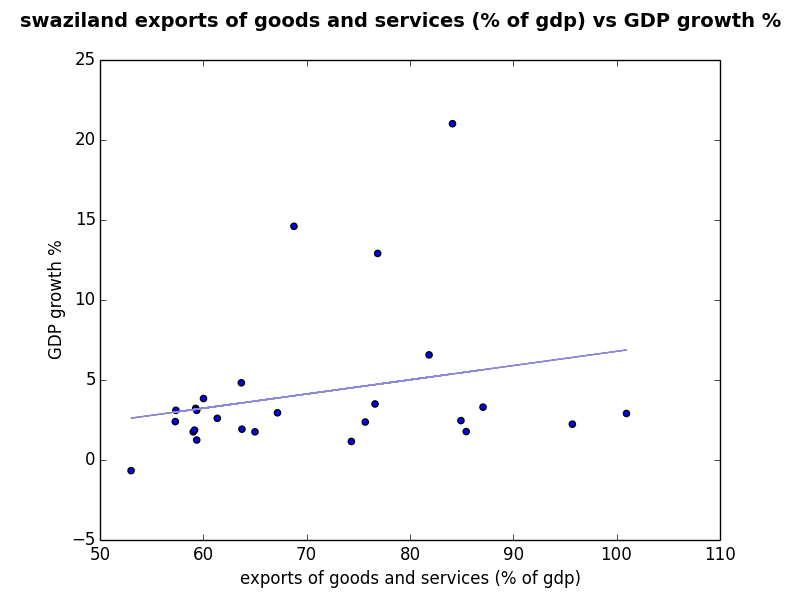 swaziland exports of goods and services (% of gdp) vs GDP growth %
25
20
15
10
5
0
−5
GDP growth %
50 60 70 80 90 100 110
exports of goods and services (% of gdp)